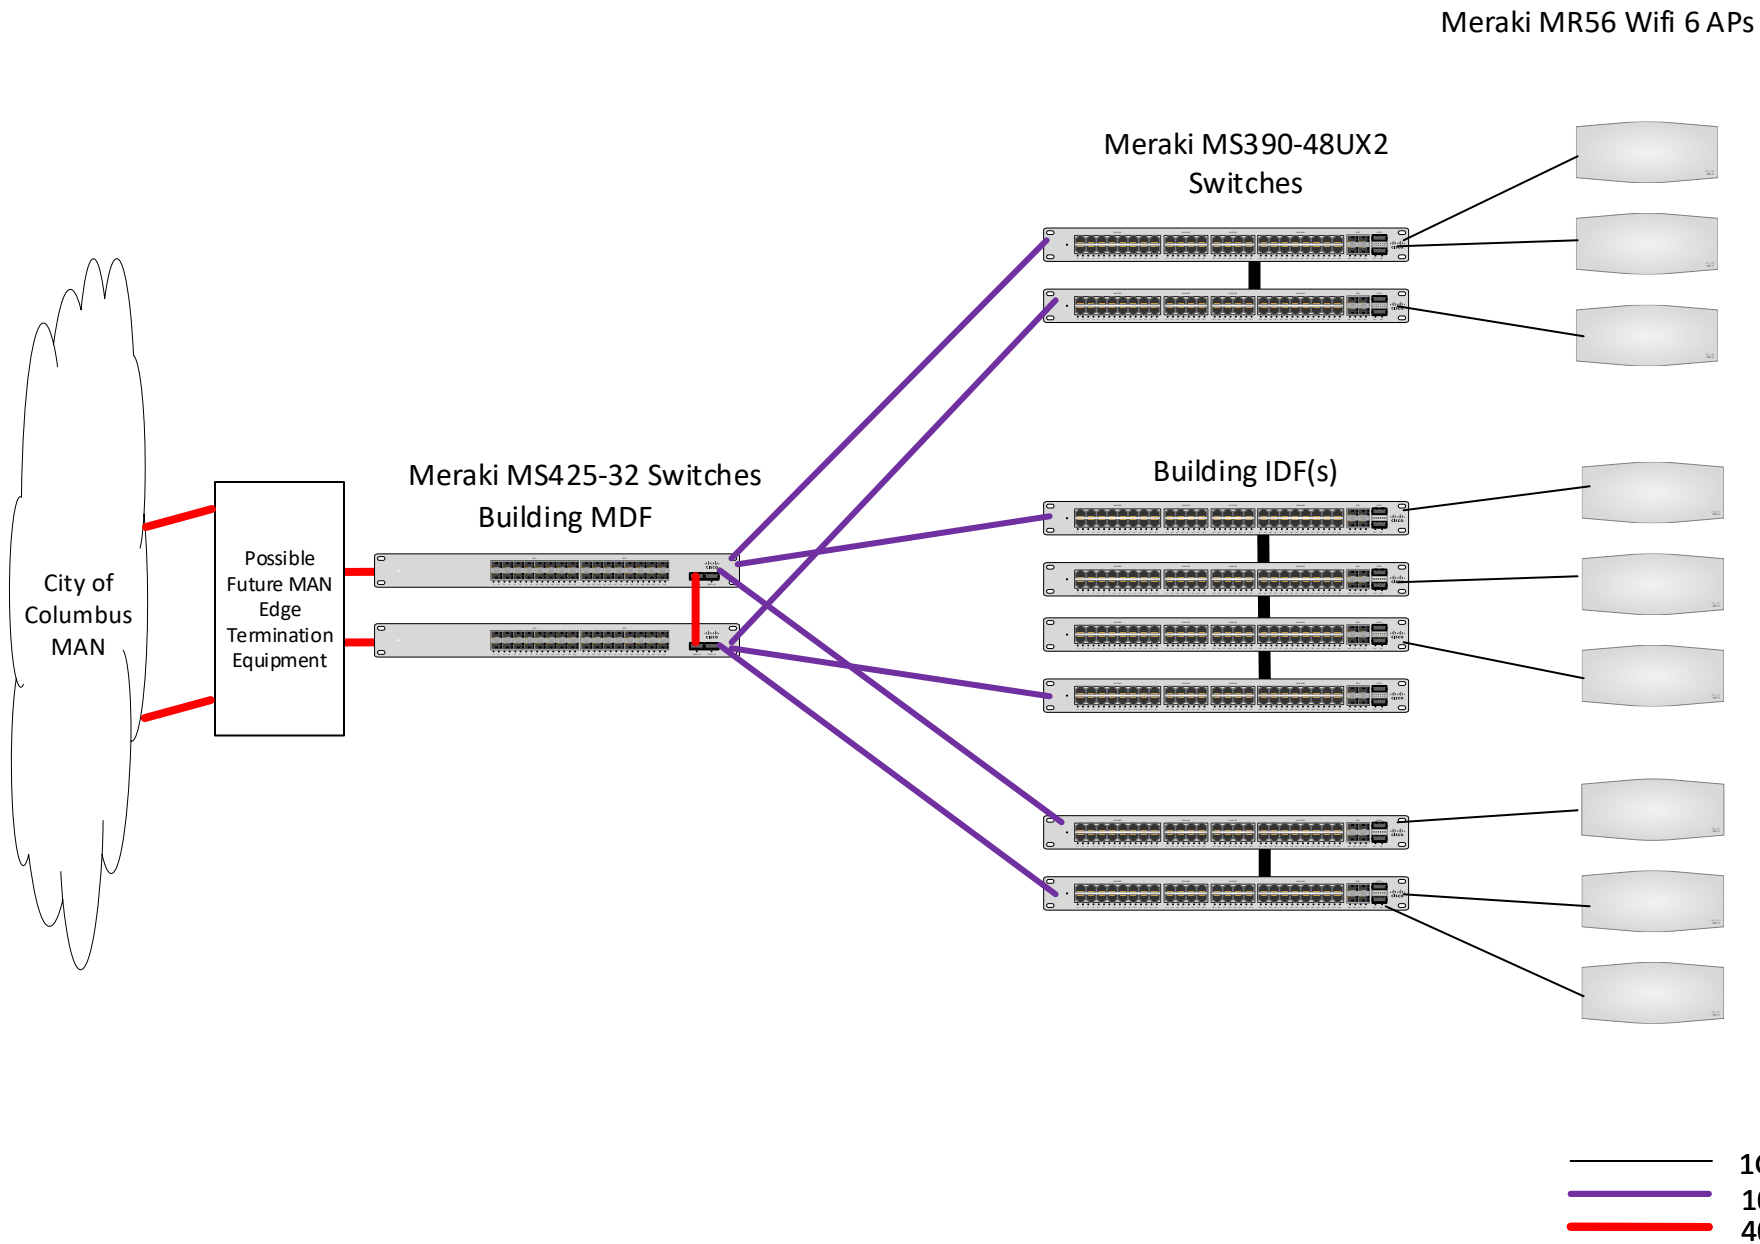 Meraki MR56 Wifi 6 APs
Meraki MS390-48UX2
Switches
Meraki MS425-32 Switches
Building MDF
Building IDF(s)
Possible
Future MAN
Edge
Termination
Equipment
City of
Columbus
MAN